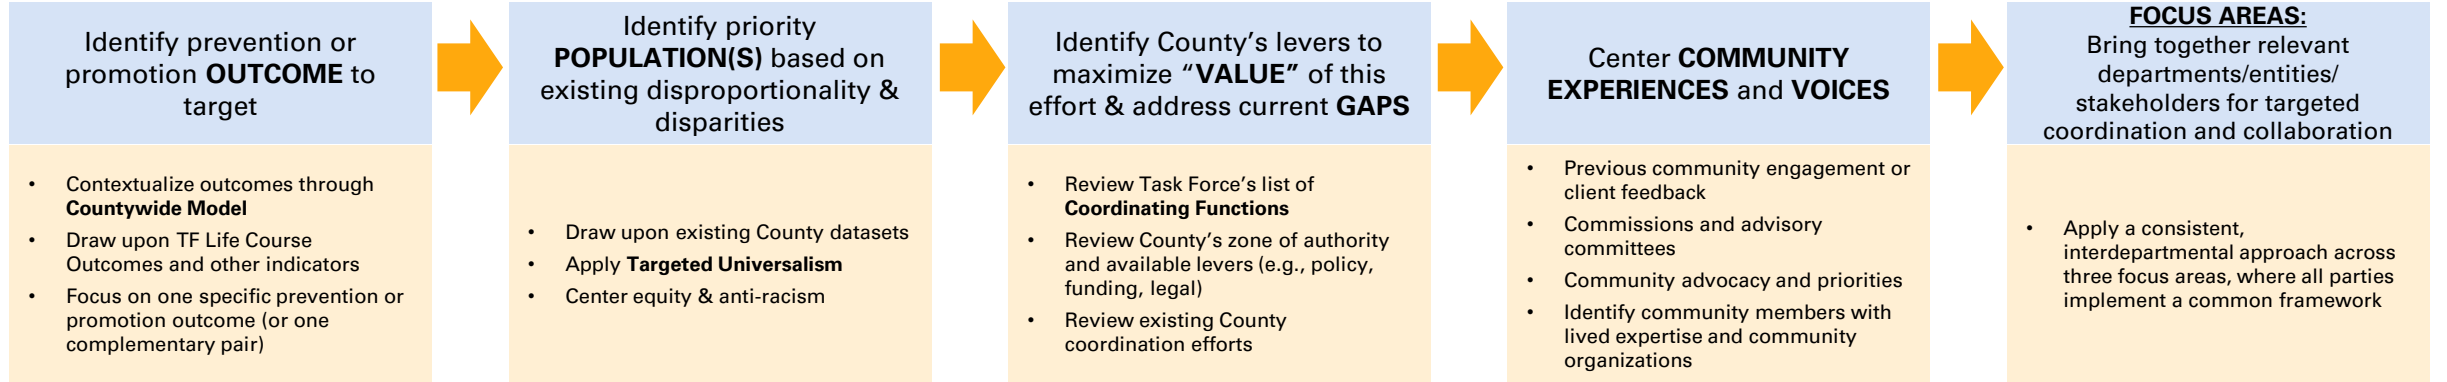 Identify prevention or
promotion OUTCOME to
target
• Contextualize outcomes through
Countywide Model
• Draw upon TF Life Course
Outcomes and other indicators
• Focus on one specific prevention or
promotion outcome (or one
complementary pair)
Identify priority
POPULATION(S) based on
existing disproportionality &
disparities
• Draw upon existing County datasets
• Apply Targeted Universalism
• Center equity & anti-racism
Identify County’s levers to
maximize “VALUE” of this
effort & address current GAPS
• Review Task Force’s list of
Coordinating Functions
• Review County’s zone of authority
and available levers (e.g., policy,
funding, legal)
• Review existing County
coordination efforts
Center COMMUNITY
EXPERIENCES and VOICES
• Previous community engagement or
client feedback
• Commissions and advisory
committees
• Community advocacy and priorities
• Identify community members with
lived expertise and community
organizations
FOCUS AREAS:
Bring together relevant
departments/entities/
stakeholders for targeted
coordination and collaboration
• Apply a consistent,
interdepartmental approach across
three focus areas, where all parties
implement a common framework